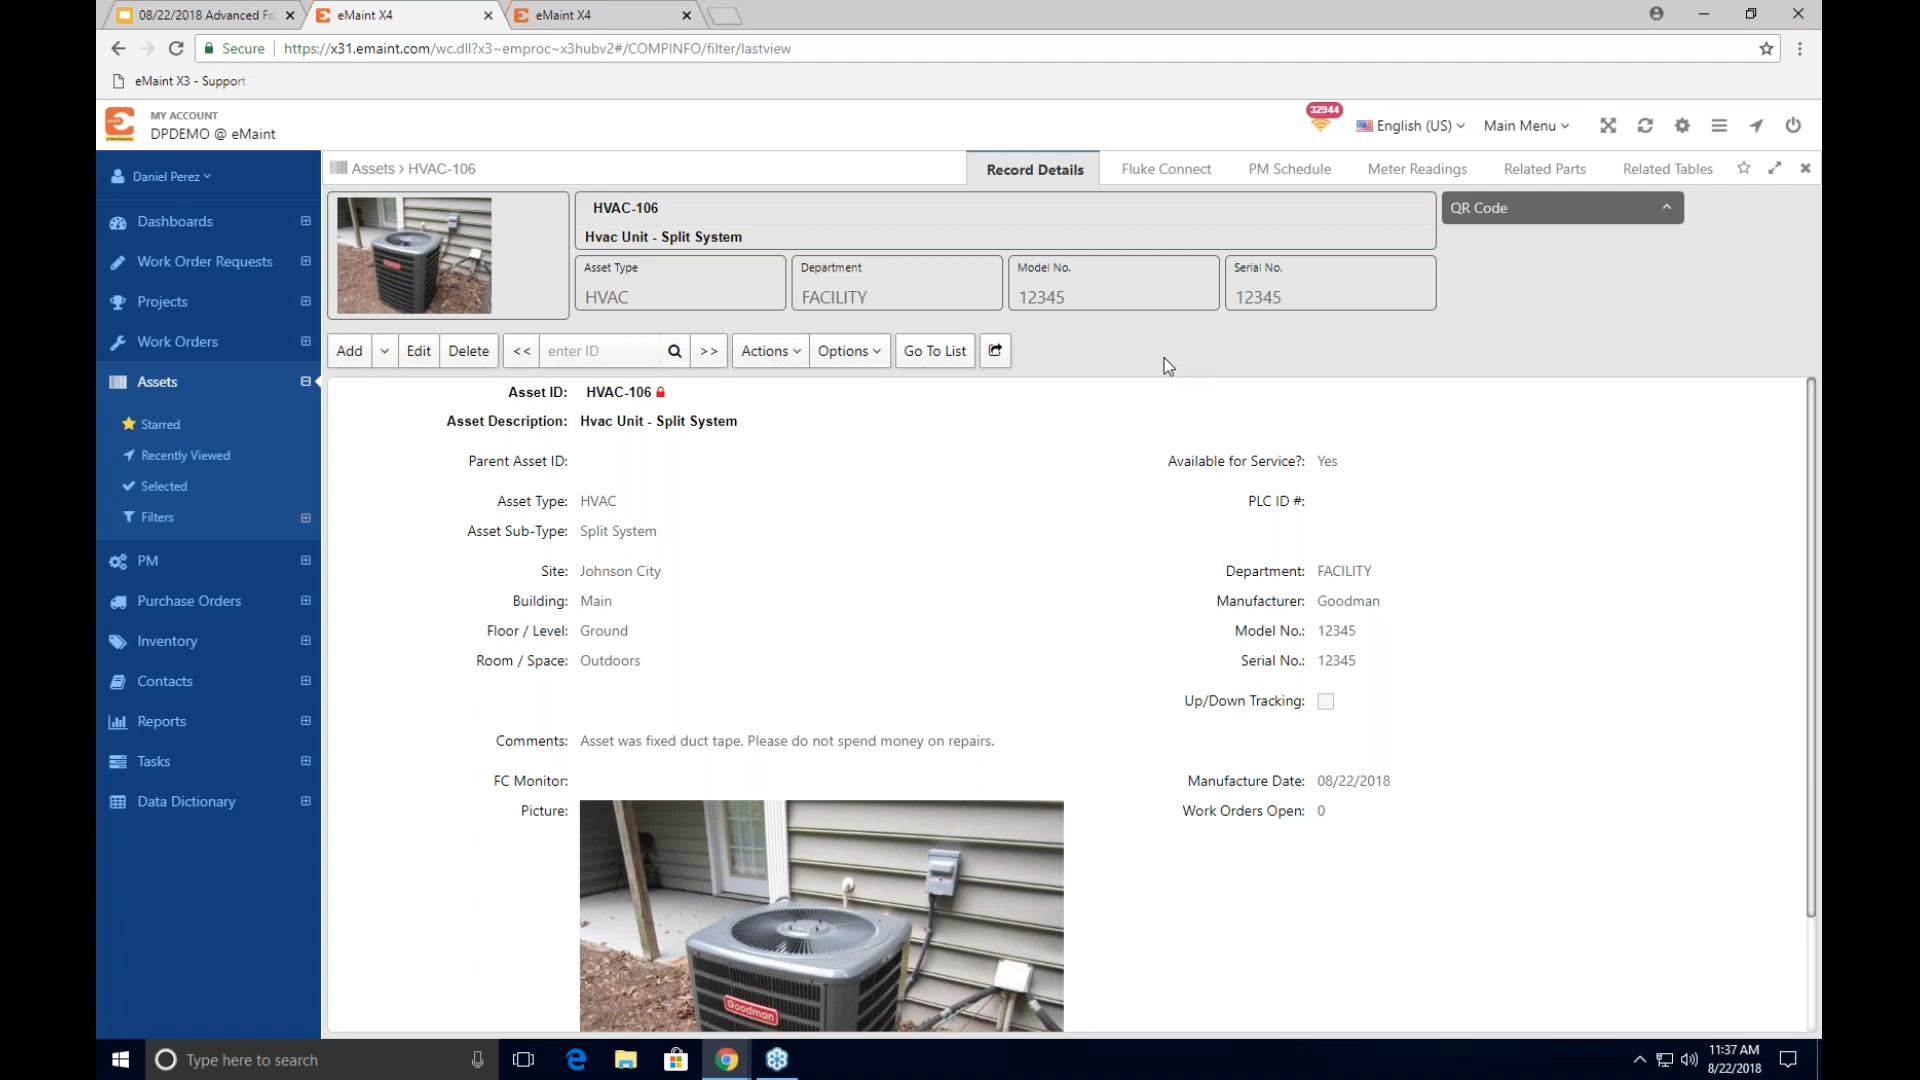 08/22/2018 Advanced Fo
eMaint X4
eMaint X4
Secure
https://x31.emaint.com/wc.dll?x3~emproc~x3hubv2#/COMPINFO/filter/lastview
eMaint X3 - Support
MY ACCOUNT
DPDEMO @ eMaint
32944
English (US)
Main Menu
Daniel Perez
Dashboards
Work Order Requests
Projects
Work Orders
Assets
Starred
Recently Viewed
Selected
Filters
PM
Purchase Orders
Inventory
Contacts
Reports
Tasks
Data Dictionary
Assets > HVAC-106
Record Details
Fluke Connect
PM Schedule
Meter Readings
Related Parts
Related Tables
HVAC-106
Hvac Unit - Split System
QR Code
Asset Type
HVAC
Department
FACILITY
Model No.
12345
Serial No.
12345
Add
Edit
Delete
<<
enter ID
>>
Actions
Options
Go To List
Asset ID: HVAC-106
Asset Description: Hvac Unit - Split System
Parent Asset ID:
Available for Service?: Yes
Asset Type: HVAC
PLC ID #:
Asset Sub-Type: Split System
Site: Johnson City
Department: FACILITY
Building: Main
Manufacturer: Goodman
Floor / Level: Ground
Model No.: 12345
Room / Space: Outdoors
Serial No.: 12345
Up/Down Tracking:
Comments: Asset was fixed duct tape. Please do not spend money on repairs.
FC Monitor:
Manufacture Date: 08/22/2018
Picture:
Work Orders Open: 0
Goodman
Type here to search
11:37 AM
8/22/2018